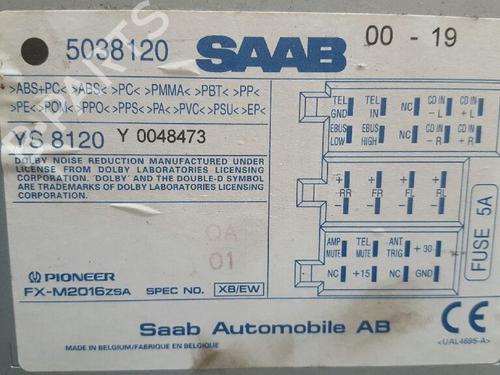 5038120 SAAB 00 - 19
>ABS+PC< >ABS< >PC< >PMMA< >PBT< >PP<
>PE< >POM< >PPO< >PPS< >PA< >PVC< >PSU< >EP<
YS 8120 Y 0048473
DOLBY NOISE REDUCTION MANUFACTURED UNDER
LICENSE FROM DOLBY LABORATORIES LICENSING
CORPORATION. DOLBY' AND THE DOUBLE-D SYMBOL
ARE TRADEMARKS OF DOLBY LABORATORIES LICENSING
CORPORATION.
QA
01
PIONEER
FX-M2016ZSA SPEC NO. XB/EW
TEL GND TEL IN NC CD IN -L CD IN +L
EBUS LOW EBUS HIGH NC CD IN -R CD IN +R
+ + + +
RR FR FL RL
- - - -
AMP MUTE TEL MUTE ANT TRIG +30
NC +15 NC GND
FUSE 5A
Saab Automobile AB
MADE IN BELGIUM/FABRIQUE EN BELGIQUE
CE
<UAL4695-A>